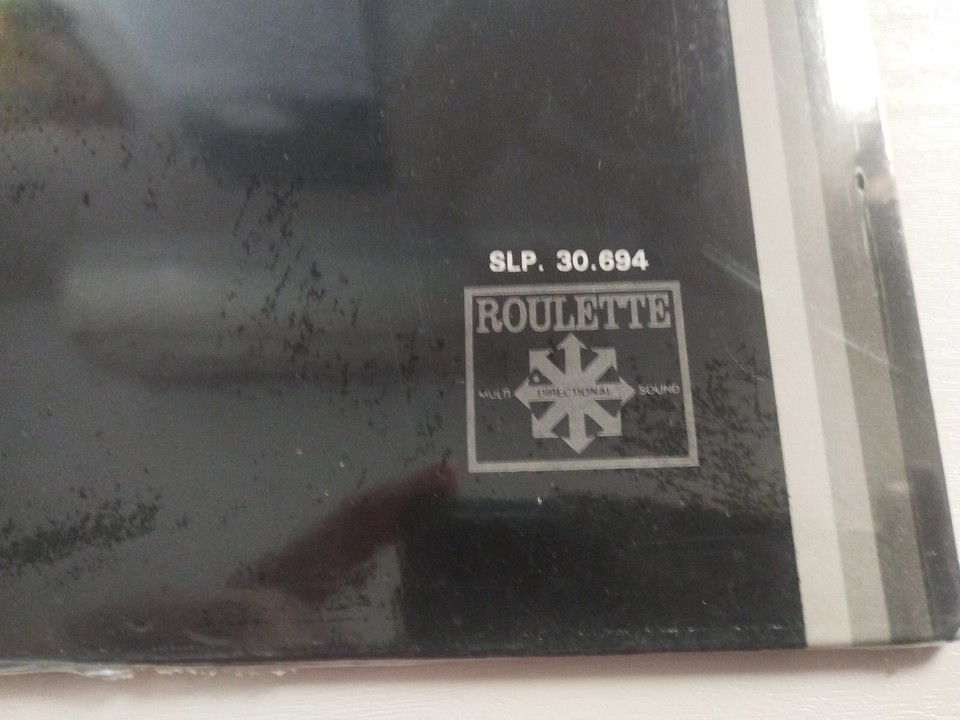 SLP. 30.694
ROULETTE
MULTI DIRECTIONAL SOUND